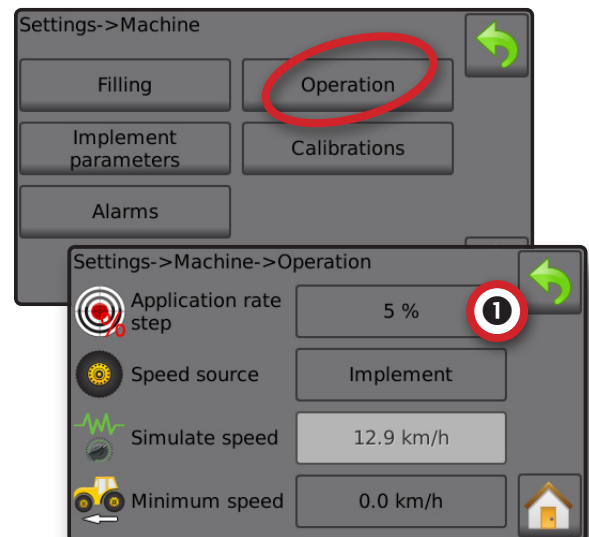 Settings->Machine
Filling
Operation
Implement
parameters
Calibrations
Alarms
Settings->Machine->Operation
Application rate
step
5 %
1
%
Speed source
Implement
Simulate speed
12.9 km/h
Minimum speed
0.0 km/h